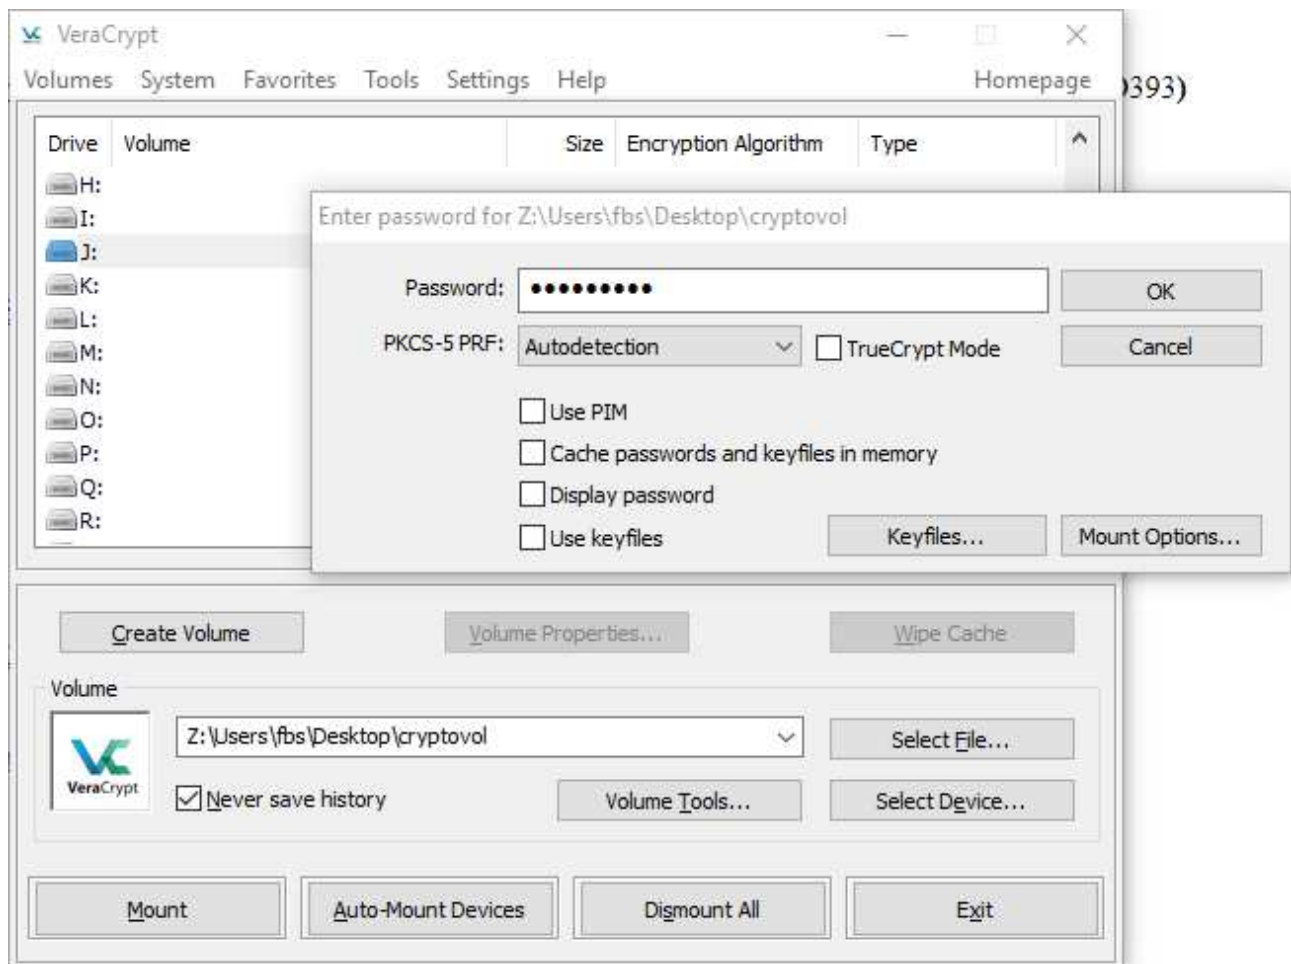 VeraCrypt
Volumes System Favorites Tools Settings Help Homepage
0393)
Drive Volume Size Encryption Algorithm Type
H:
I:
J:
K:
L:
M:
N:
O:
P:
Q:
R:
Enter password for Z:\Users\fbs\Desktop\cryptovol
Password: •••••••••
OK
PKCS-5 PRF: Autodetection
TrueCrypt Mode
Cancel
Use PIM
Cache passwords and keyfiles in memory
Display password
Use keyfiles
Keyfiles...
Mount Options...
Create Volume
Volume Properties...
Wipe Cache
Volume
VeraCrypt
Z:\Users\fbs\Desktop\cryptovol
Select File...
Never save history
Volume Tools...
Select Device...
Mount
Auto-Mount Devices
Dismount All
Exit